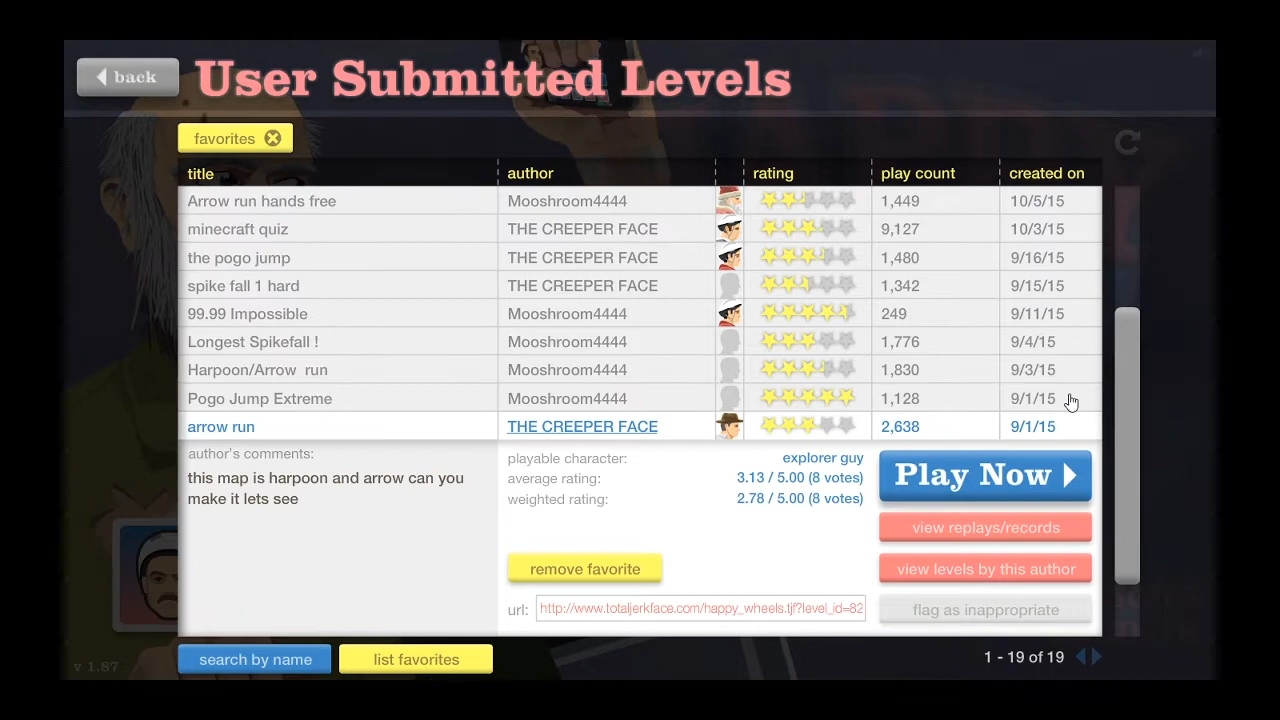 back
User Submitted Levels
favorites
title author rating play count created on
Arrow run hands free Mooshroom4444 1,449 10/5/15
minecraft quiz THE CREEPER FACE 9,127 10/3/15
the pogo jump THE CREEPER FACE 1,480 9/16/15
spike fall 1 hard THE CREEPER FACE 1,342 9/15/15
99.99 Impossible Mooshroom4444 249 9/11/15
Longest Spikefall ! Mooshroom4444 1,776 9/4/15
Harpoon/Arrow run Mooshroom4444 1,830 9/3/15
Pogo Jump Extreme Mooshroom4444 1,128 9/1/15
arrow run THE CREEPER FACE 2,638 9/1/15
author's comments:
this map is harpoon and arrow can you
make it lets see
playable character: explorer guy
average rating: 3.13 / 5.00 (8 votes)
weighted rating: 2.78 / 5.00 (8 votes)
remove favorite
url: http://www.totaljerkface.com/happy_wheels.tjf?level_id=82
Play Now
view replays/records
view levels by this author
flag as inappropriate
v 1.87
search by name
list favorites
1 - 19 of 19